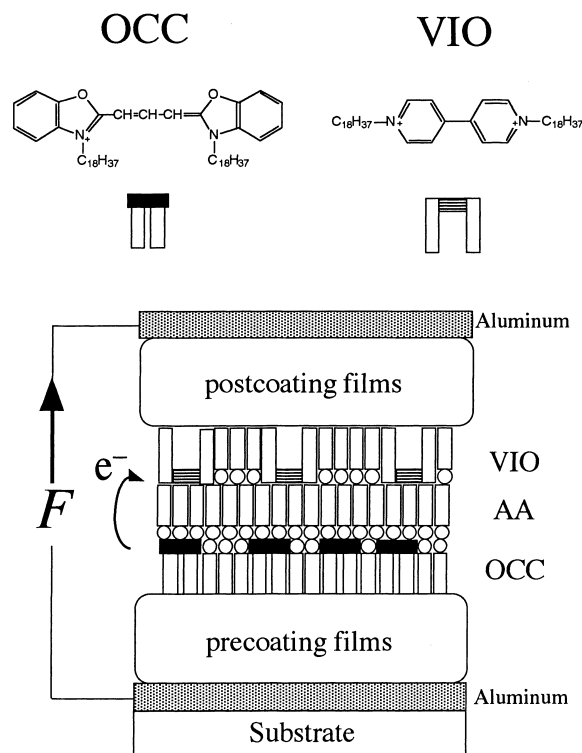 OCC VIO
O O
CH-CH-CH
N+ N
C18H37 C18H37
C18H37 N+ N+ C18H37
Aluminum
postcoating films
VIO
e−
AA
F
OCC
precoating films
Aluminum
Substrate